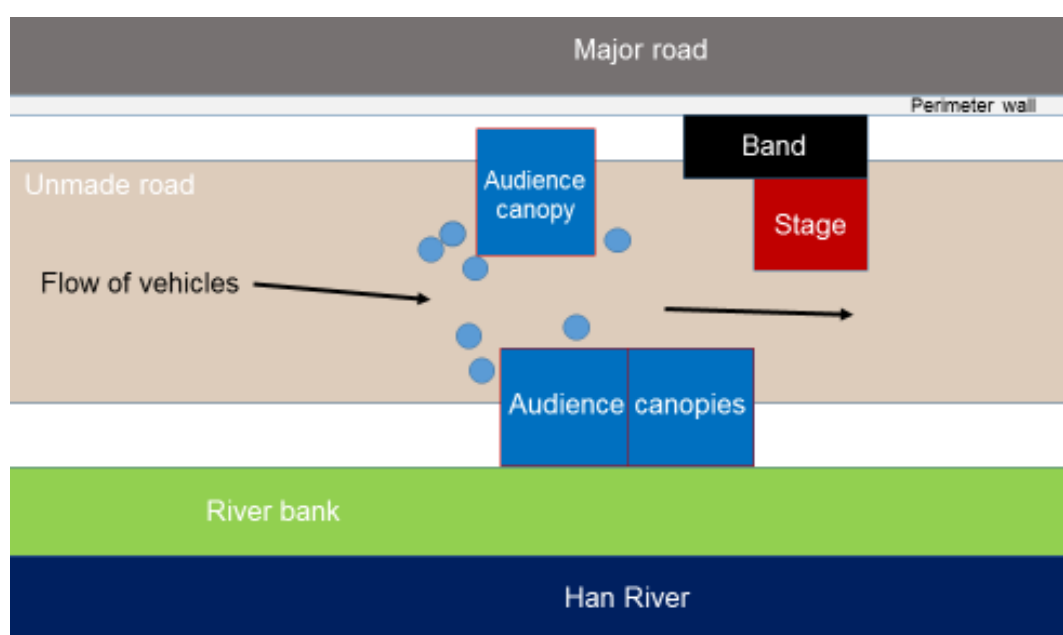 Major road
Perimeter wall
Band
Audience
canopy
Unmade road
Stage
Flow of vehicles
Audience canopies
River bank
Han River